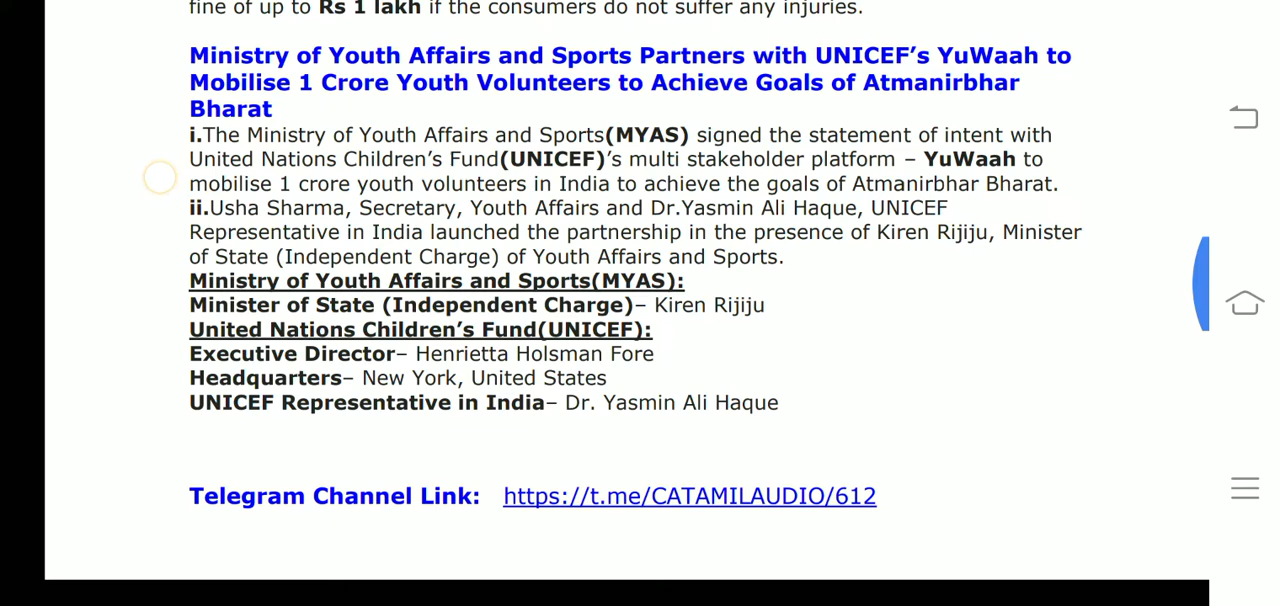 fine of up to Rs 1 lakh if the consumers do not suffer any injuries.
Ministry of Youth Affairs and Sports Partners with UNICEF’s YuWaah to
Mobilise 1 Crore Youth Volunteers to Achieve Goals of Atmanirbhar
Bharat
i.The Ministry of Youth Affairs and Sports(MYAS) signed the statement of intent with
United Nations Children’s Fund(UNICEF)’s multi stakeholder platform – YuWaah to
mobilise 1 crore youth volunteers in India to achieve the goals of Atmanirbhar Bharat.
ii.Usha Sharma, Secretary, Youth Affairs and Dr.Yasmin Ali Haque, UNICEF
Representative in India launched the partnership in the presence of Kiren Rijiju, Minister
of State (Independent Charge) of Youth Affairs and Sports.
Ministry of Youth Affairs and Sports(MYAS):
Minister of State (Independent Charge)– Kiren Rijiju
United Nations Children’s Fund(UNICEF):
Executive Director– Henrietta Holsman Fore
Headquarters– New York, United States
UNICEF Representative in India– Dr. Yasmin Ali Haque
Telegram Channel Link: https://t.me/CATAMILAUDIO/612